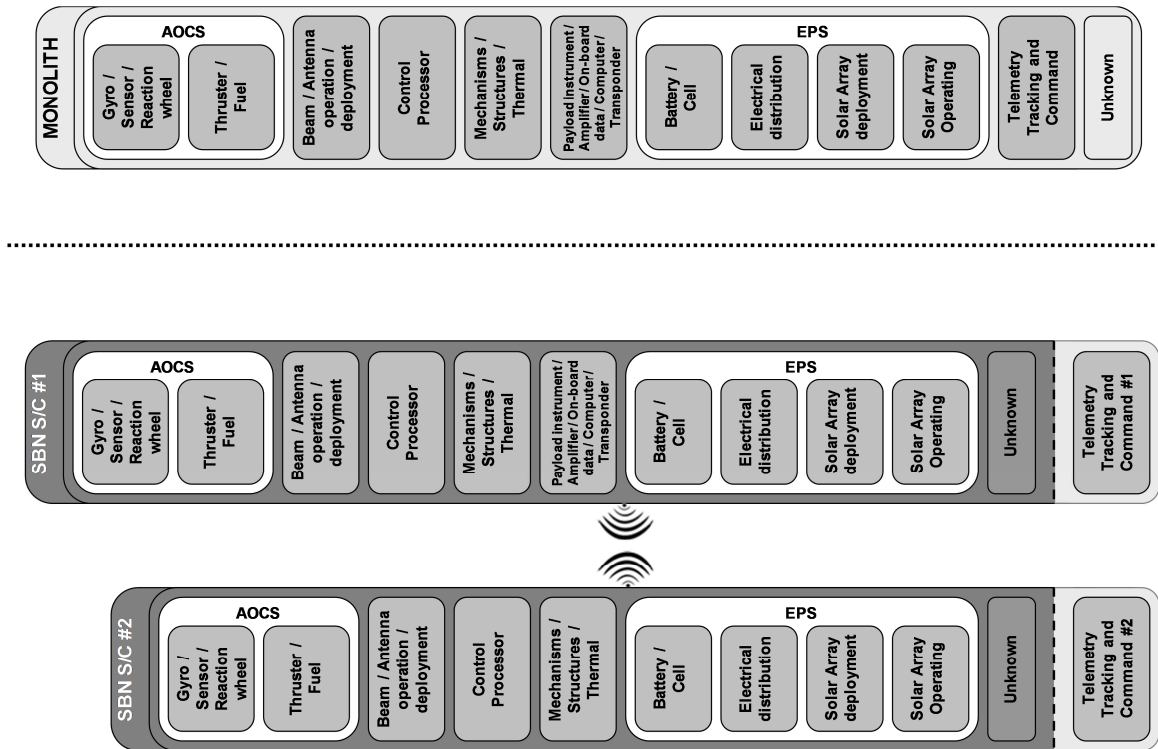 MONOLITH
AOCS
Gyro /
Sensor /
Reaction
wheel
Thruster /
Fuel
Beam / Antenna
operation /
deployment
Control
Processor
Mechanisms /
Structures /
Thermal
Payload instrument /
Amplifier / On-board
data / Computer /
Transponder
EPS
Battery /
Cell
Electrical
distribution
Solar Array
deployment
Solar Array
Operating
Telemetry
Tracking and
Command
Unknown
SBN S/C #1
AOCS
Gyro /
Sensor /
Reaction
wheel
Thruster /
Fuel
Beam / Antenna
operation /
deployment
Control
Processor
Mechanisms /
Structures /
Thermal
Payload instrument /
Amplifier / On-board
data / Computer /
Transponder
EPS
Battery /
Cell
Electrical
distribution
Solar Array
deployment
Solar Array
Operating
Unknown
Telemetry
Tracking and
Command #1
SBN S/C #2
AOCS
Gyro /
Sensor /
Reaction
wheel
Thruster /
Fuel
Beam / Antenna
operation /
deployment
Control
Processor
Mechanisms /
Structures /
Thermal
EPS
Battery /
Cell
Electrical
distribution
Solar Array
deployment
Solar Array
Operating
Unknown
Telemetry
Tracking and
Command #2